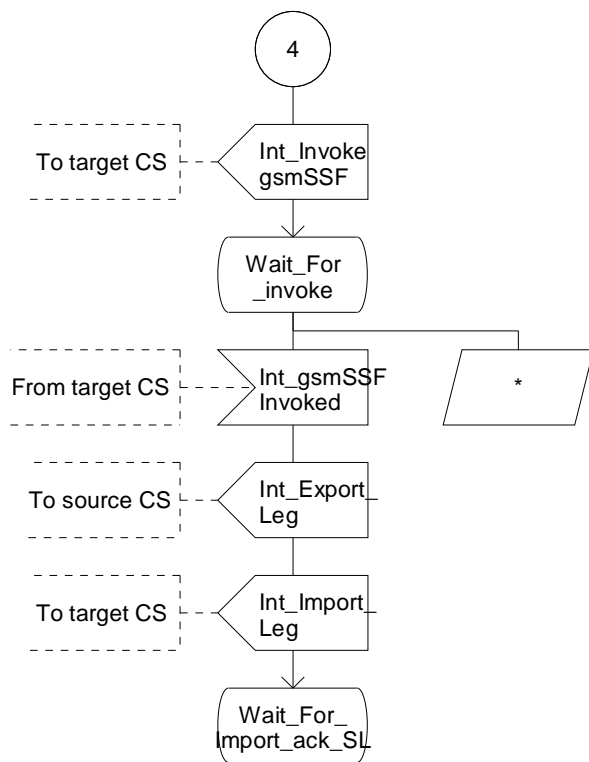 4
To target CS
Int_Invoke
gsmSSF
Wait_For
_invoke
From target CS
Int_gsmSSF
Invoked
*
To source CS
Int_Export_
Leg
To target CS
Int_Import_
Leg
Wait_For_
Import_ack_SL